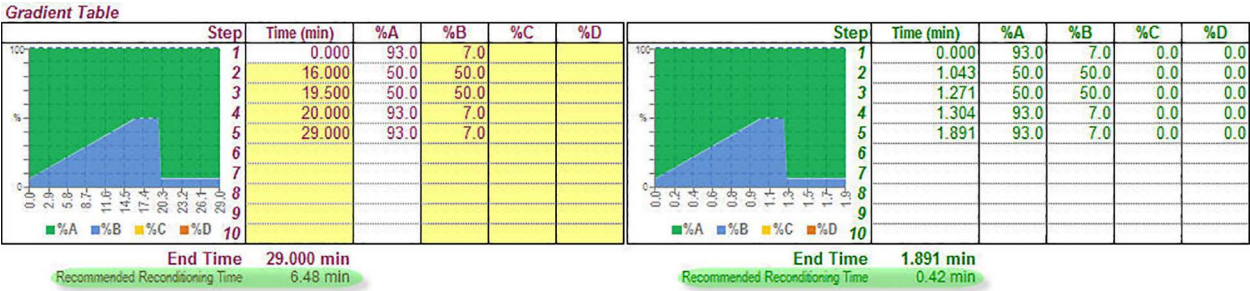 Gradient Table
Step Time (min) %A %B %C %D
1 0.000 93.0 7.0
2 16.000 50.0 50.0
3 19.500 50.0 50.0
4 20.000 93.0 7.0
5 29.000 93.0 7.0
6
7
8
9
10
100
%
0
0.0 2.9 5.8 8.7 11.6 14.5 17.4 20.3 23.2 26.1 29.0
%A %B %C %D
End Time 29.000 min
Recommended Reconditioning Time 6.48 min
Step Time (min) %A %B %C %D
1 0.000 93.0 7.0 0.0 0.0
2 1.043 50.0 50.0 0.0 0.0
3 1.271 50.0 50.0 0.0 0.0
4 1.304 93.0 7.0 0.0 0.0
5 1.891 93.0 7.0 0.0 0.0
6
7
8
9
10
100
%
0
0.0 0.2 0.4 0.6 0.8 0.9 1.1 1.3 1.5 1.7 1.9
%A %B %C %D
End Time 1.891 min
Recommended Reconditioning Time 0.42 min